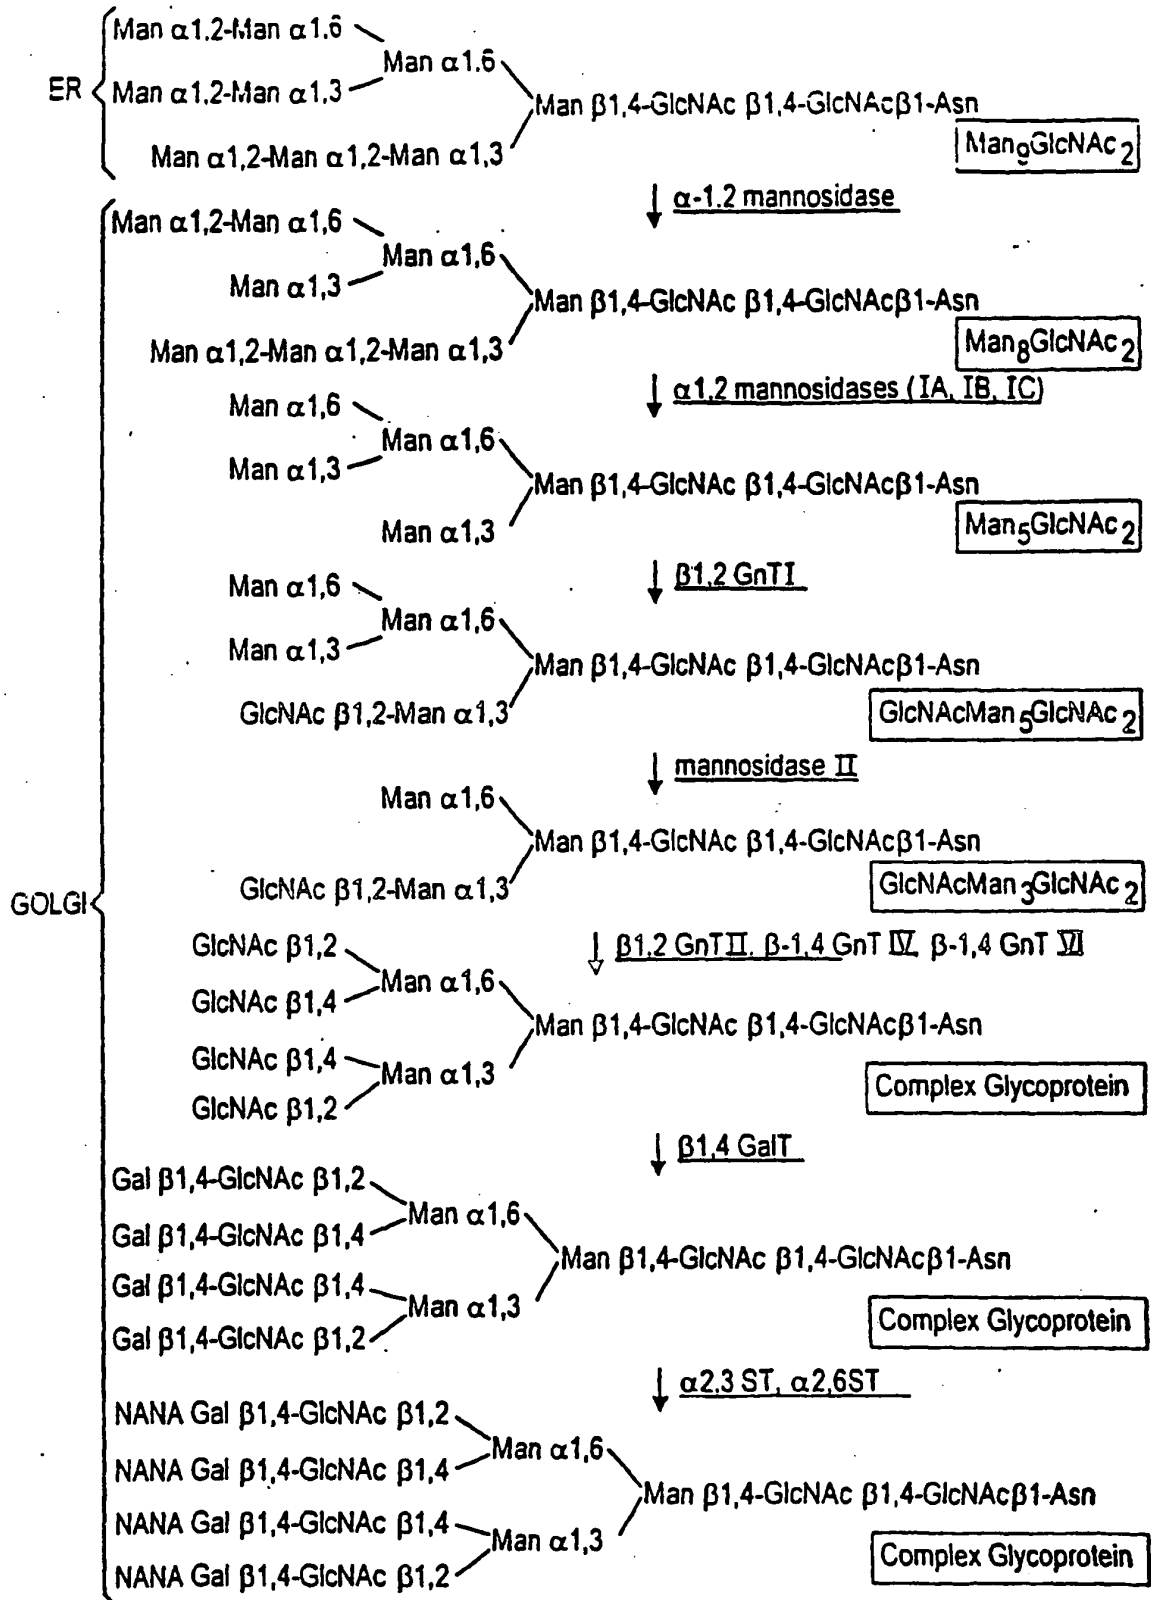 Man α1,2-Man α1,6
Man α1,6
ER
Man α1,2-Man α1,3
Man β1,4-GlcNAc β1,4-GlcNAcβ1-Asn
Man α1,2-Man α1,2-Man α1,3
Man9GlcNAc2
α-1,2 mannosidase
Man α1,2-Man α1,6
Man α1,6
Man α1,3
Man β1,4-GlcNAc β1,4-GlcNAcβ1-Asn
Man α1,2-Man α1,2-Man α1,3
Man8GlcNAc2
α1,2 mannosidases (IA, IB, IC)
Man α1,6
Man α1,6
Man α1,3
Man β1,4-GlcNAc β1,4-GlcNAcβ1-Asn
Man α1,3
Man5GlcNAc2
β1,2 GnTI
Man α1,6
Man α1,6
Man α1,3
Man β1,4-GlcNAc β1,4-GlcNAcβ1-Asn
GlcNAc β1,2-Man α1,3
GlcNAcMan5GlcNAc2
mannosidase II
Man α1,6
Man β1,4-GlcNAc β1,4-GlcNAcβ1-Asn
GlcNAc β1,2-Man α1,3
GlcNAcMan3GlcNAc2
GOLGI
β1,2 GnTII, β-1,4 GnT IV, β-1,4 GnT VI
GlcNAc β1,2
Man α1,6
GlcNAc β1,4
Man β1,4-GlcNAc β1,4-GlcNAcβ1-Asn
GlcNAc β1,4
Man α1,3
GlcNAc β1,2
Complex Glycoprotein
β1,4 GalT
Gal β1,4-GlcNAc β1,2
Man α1,6
Gal β1,4-GlcNAc β1,4
Man β1,4-GlcNAc β1,4-GlcNAcβ1-Asn
Gal β1,4-GlcNAc β1,4
Man α1,3
Gal β1,4-GlcNAc β1,2
Complex Glycoprotein
α2,3 ST, α2,6ST
NANA Gal β1,4-GlcNAc β1,2
Man α1,6
NANA Gal β1,4-GlcNAc β1,4
Man β1,4-GlcNAc β1,4-GlcNAcβ1-Asn
NANA Gal β1,4-GlcNAc β1,4
Man α1,3
NANA Gal β1,4-GlcNAc β1,2
Complex Glycoprotein